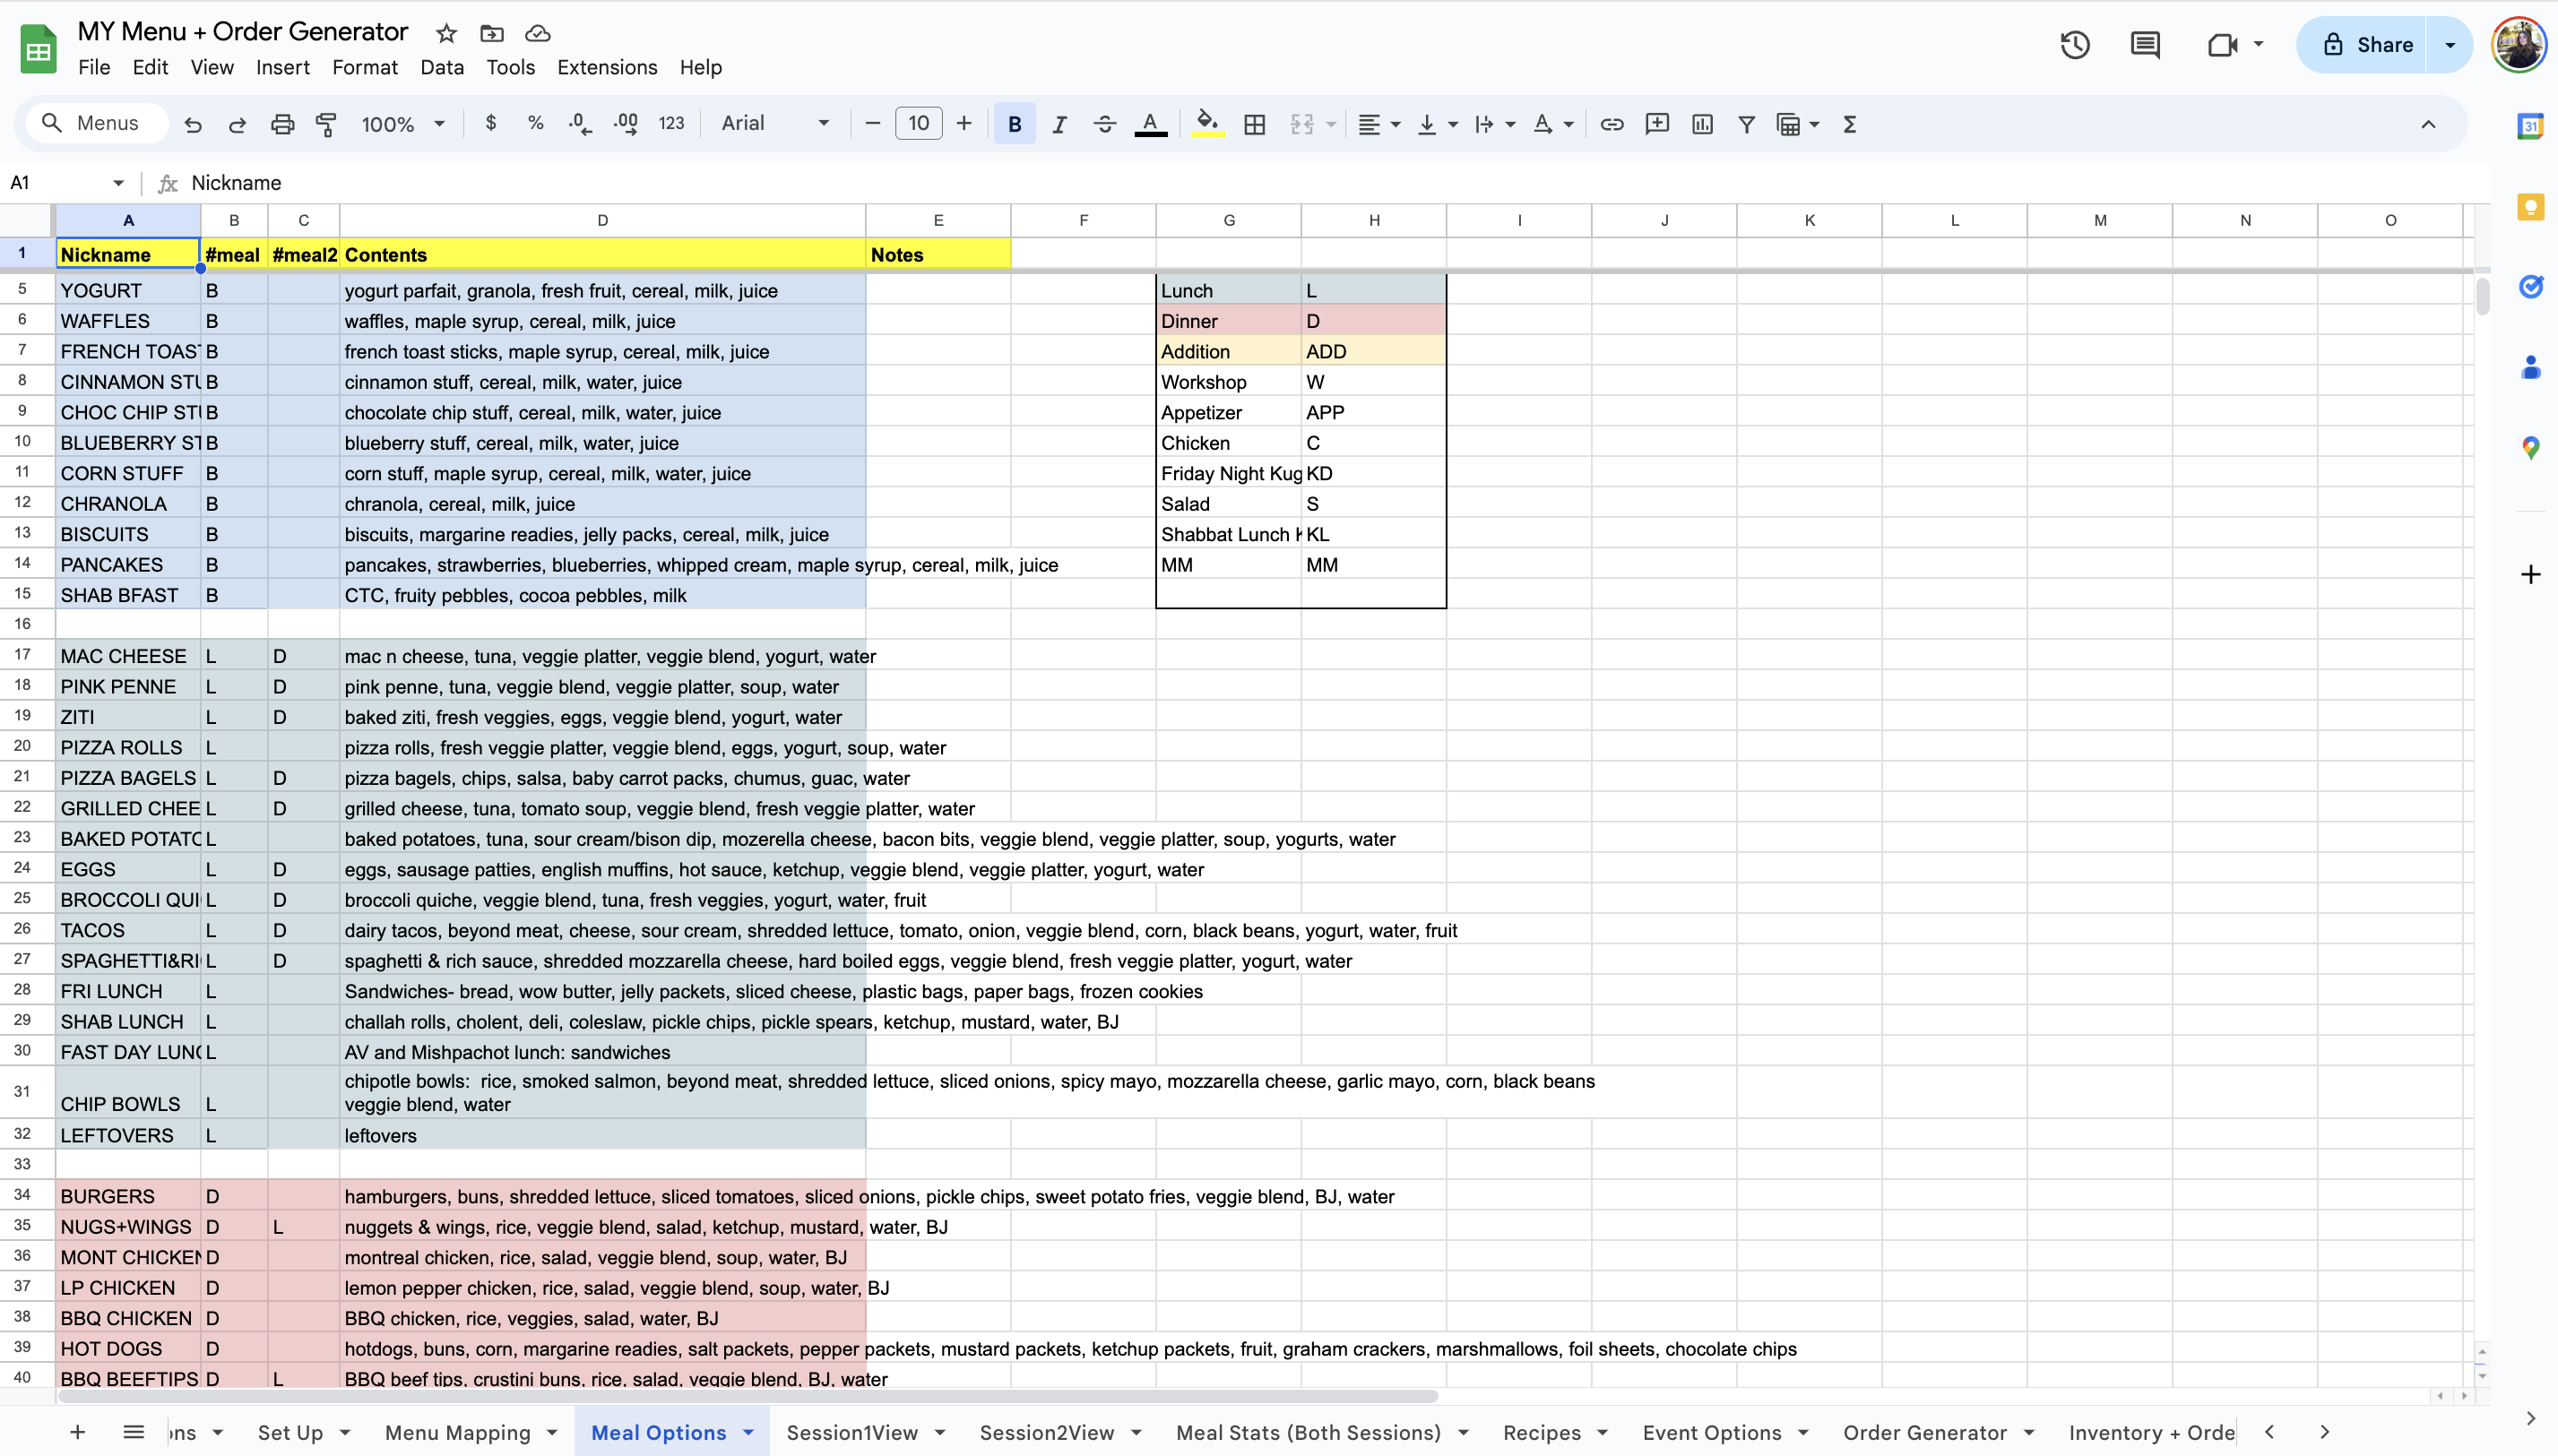 MY Menu + Order Generator
File Edit View Insert Format Data Tools Extensions Help
Share
Menus 100% $ % .0 .00 123 Arial 10 B I A Σ
31
A1 fx Nickname
A B C D E F G H I J K L M N O
1 Nickname #meal #meal2 Contents Notes
5 YOGURT B yogurt parfait, granola, fresh fruit, cereal, milk, juice Lunch L
6 WAFFLES B waffles, maple syrup, cereal, milk, juice Dinner D
7 FRENCH TOAST B french toast sticks, maple syrup, cereal, milk, juice Addition ADD
8 CINNAMON STU B cinnamon stuff, cereal, milk, water, juice Workshop W
9 CHOC CHIP STU B chocolate chip stuff, cereal, milk, water, juice Appetizer APP
10 BLUEBERRY ST B blueberry stuff, cereal, milk, water, juice Chicken C
11 CORN STUFF B corn stuff, maple syrup, cereal, milk, water, juice Friday Night Kug KD
12 CHRANOLA B chranola, cereal, milk, juice Salad S
13 BISCUITS B biscuits, margarine readies, jelly packs, cereal, milk, juice Shabbat Lunch K KL
14 PANCAKES B pancakes, strawberries, blueberries, whipped cream, maple syrup, cereal, milk, juice MM MM
15 SHAB BFAST B CTC, fruity pebbles, cocoa pebbles, milk
16
17 MAC CHEESE L D mac n cheese, tuna, veggie platter, veggie blend, yogurt, water
18 PINK PENNE L D pink penne, tuna, veggie blend, veggie platter, soup, water
19 ZITI L D baked ziti, fresh veggies, eggs, veggie blend, yogurt, water
20 PIZZA ROLLS L pizza rolls, fresh veggie platter, veggie blend, eggs, yogurt, soup, water
21 PIZZA BAGELS L D pizza bagels, chips, salsa, baby carrot packs, chumus, guac, water
22 GRILLED CHEE L D grilled cheese, tuna, tomato soup, veggie blend, fresh veggie platter, water
23 BAKED POTATO L baked potatoes, tuna, sour cream/bison dip, mozerella cheese, bacon bits, veggie blend, veggie platter, soup, yogurts, water
24 EGGS L D eggs, sausage patties, english muffins, hot sauce, ketchup, veggie blend, veggie platter, yogurt, water
25 BROCCOLI QUI L D broccoli quiche, veggie blend, tuna, fresh veggies, yogurt, water, fruit
26 TACOS L D dairy tacos, beyond meat, cheese, sour cream, shredded lettuce, tomato, onion, veggie blend, corn, black beans, yogurt, water, fruit
27 SPAGHETTI&RI L D spaghetti & rich sauce, shredded mozzarella cheese, hard boiled eggs, veggie blend, fresh veggie platter, yogurt, water
28 FRI LUNCH L Sandwiches- bread, wow butter, jelly packets, sliced cheese, plastic bags, paper bags, frozen cookies
29 SHAB LUNCH L challah rolls, cholent, deli, coleslaw, pickle chips, pickle spears, ketchup, mustard, water, BJ
30 FAST DAY LUNC L AV and Mishpachot lunch: sandwiches
31 CHIP BOWLS L chipotle bowls: rice, smoked salmon, beyond meat, shredded lettuce, sliced onions, spicy mayo, mozzarella cheese, garlic mayo, corn, black beans
veggie blend, water
32 LEFTOVERS L leftovers
33
34 BURGERS D hamburgers, buns, shredded lettuce, sliced tomatoes, sliced onions, pickle chips, sweet potato fries, veggie blend, BJ, water
35 NUGS+WINGS D L nuggets & wings, rice, veggie blend, salad, ketchup, mustard, water, BJ
36 MONT CHICKEN D montreal chicken, rice, salad, veggie blend, soup, water, BJ
37 LP CHICKEN D lemon pepper chicken, rice, salad, veggie blend, soup, water, BJ
38 BBQ CHICKEN D BBQ chicken, rice, veggies, salad, water, BJ
39 HOT DOGS D hotdogs, buns, corn, margarine readies, salt packets, pepper packets, mustard packets, ketchup packets, fruit, graham crackers, marshmallows, foil sheets, chocolate chips
40 BBQ BEEFTIPS D L BBQ beef tips, crustini buns, rice, salad, veggie blend, BJ, water
ons Set Up Menu Mapping Meal Options Session1View Session2View Meal Stats (Both Sessions) Recipes Event Options Order Generator Inventory + Orde